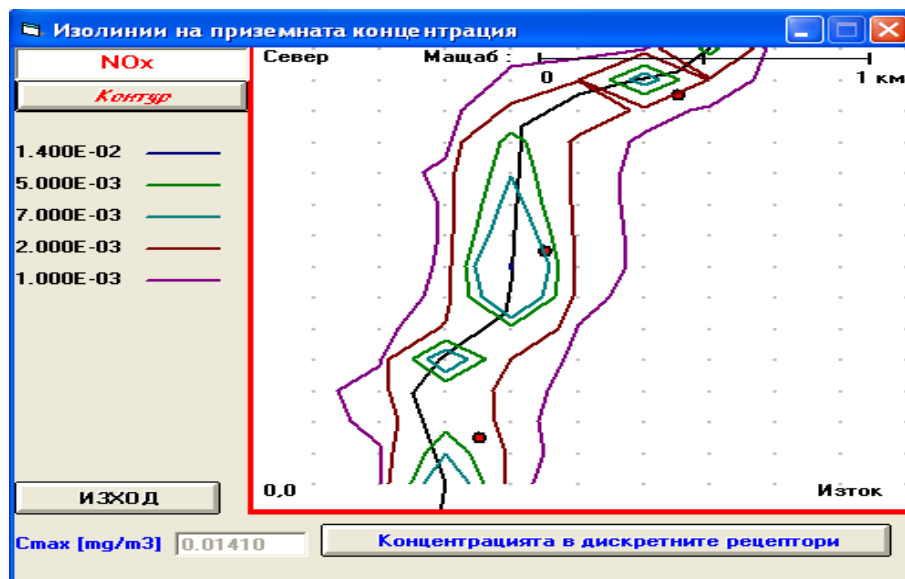 Изолинии на приземната концентрация
NOx
Контур
1.400E-02
5.000E-03
7.000E-03
2.000E-03
1.000E-03
ИЗХОД
Север
Мащаб :
0
1 км
0,0
Изток
Cmax [mg/m3] 0.01410
Концентрацията в дискретните рецептори